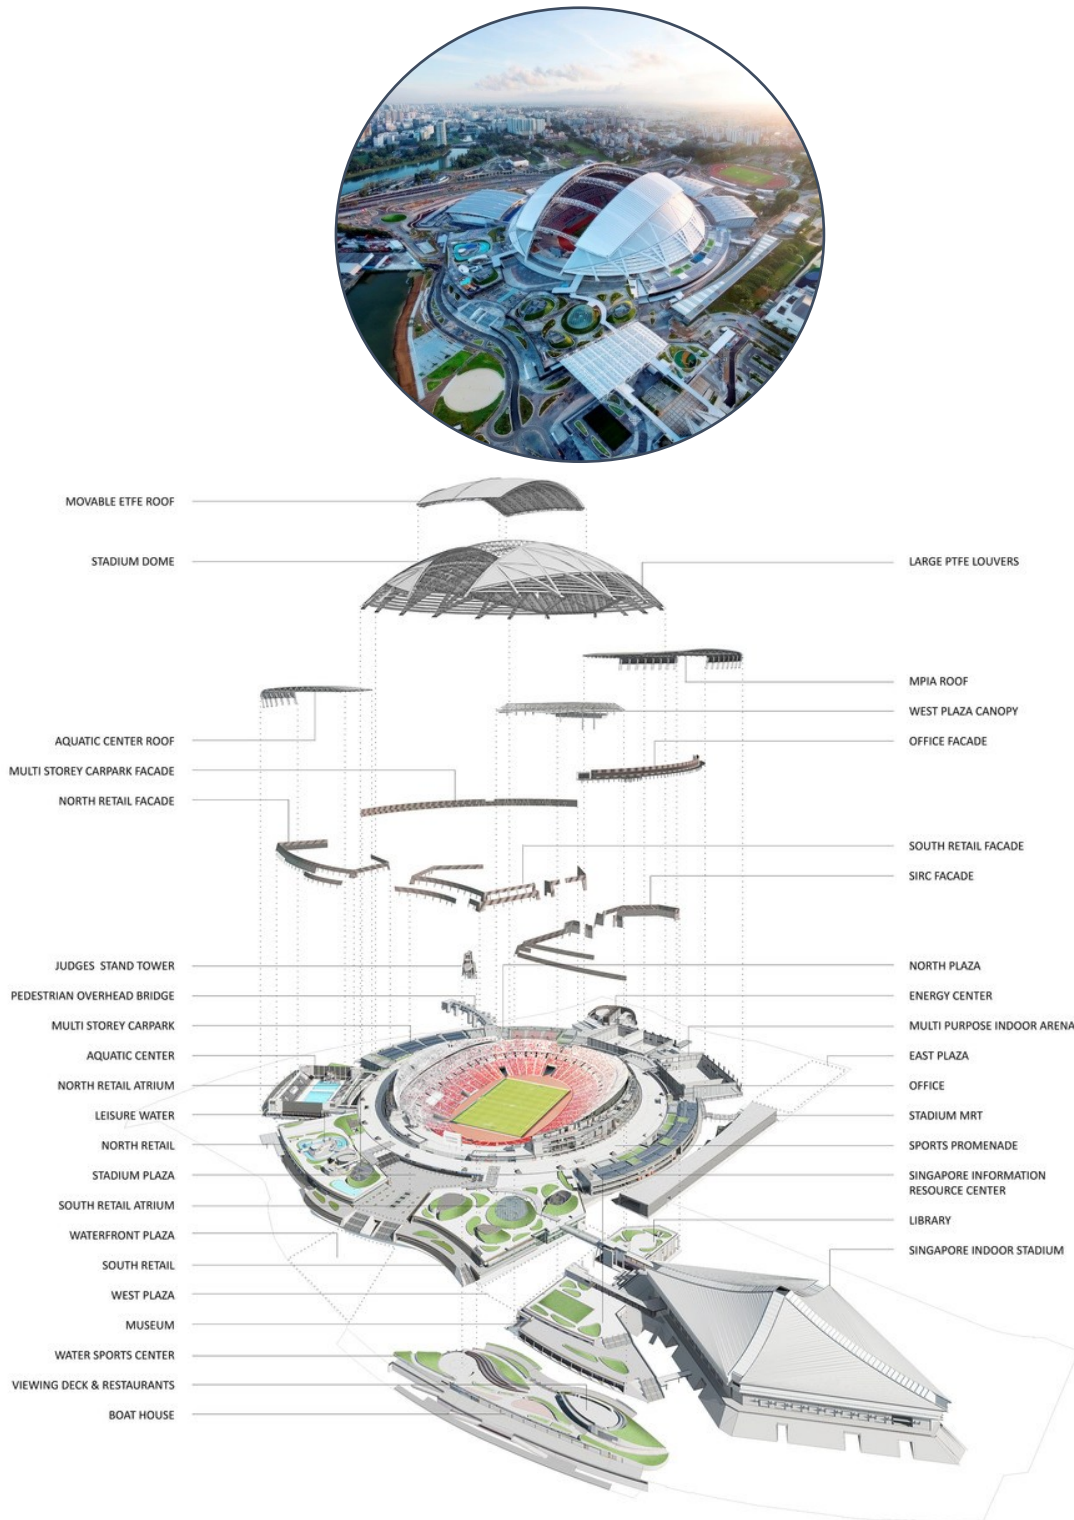 MOVABLE ETFE ROOF
STADIUM DOME
LARGE PTFE LOUVERS
MPIA ROOF
WEST PLAZA CANOPY
AQUATIC CENTER ROOF
OFFICE FACADE
MULTI STOREY CARPARK FACADE
NORTH RETAIL FACADE
SOUTH RETAIL FACADE
SIRC FACADE
JUDGES STAND TOWER
NORTH PLAZA
PEDESTRIAN OVERHEAD BRIDGE
ENERGY CENTER
MULTI STOREY CARPARK
MULTI PURPOSE INDOOR ARENA
AQUATIC CENTER
EAST PLAZA
NORTH RETAIL ATRIUM
OFFICE
LEISURE WATER
STADIUM MRT
NORTH RETAIL
SPORTS PROMENADE
STADIUM PLAZA
SINGAPORE INFORMATION
RESOURCE CENTER
SOUTH RETAIL ATRIUM
LIBRARY
WATERFRONT PLAZA
SINGAPORE INDOOR STADIUM
SOUTH RETAIL
WEST PLAZA
MUSEUM
WATER SPORTS CENTER
VIEWING DECK & RESTAURANTS
BOAT HOUSE